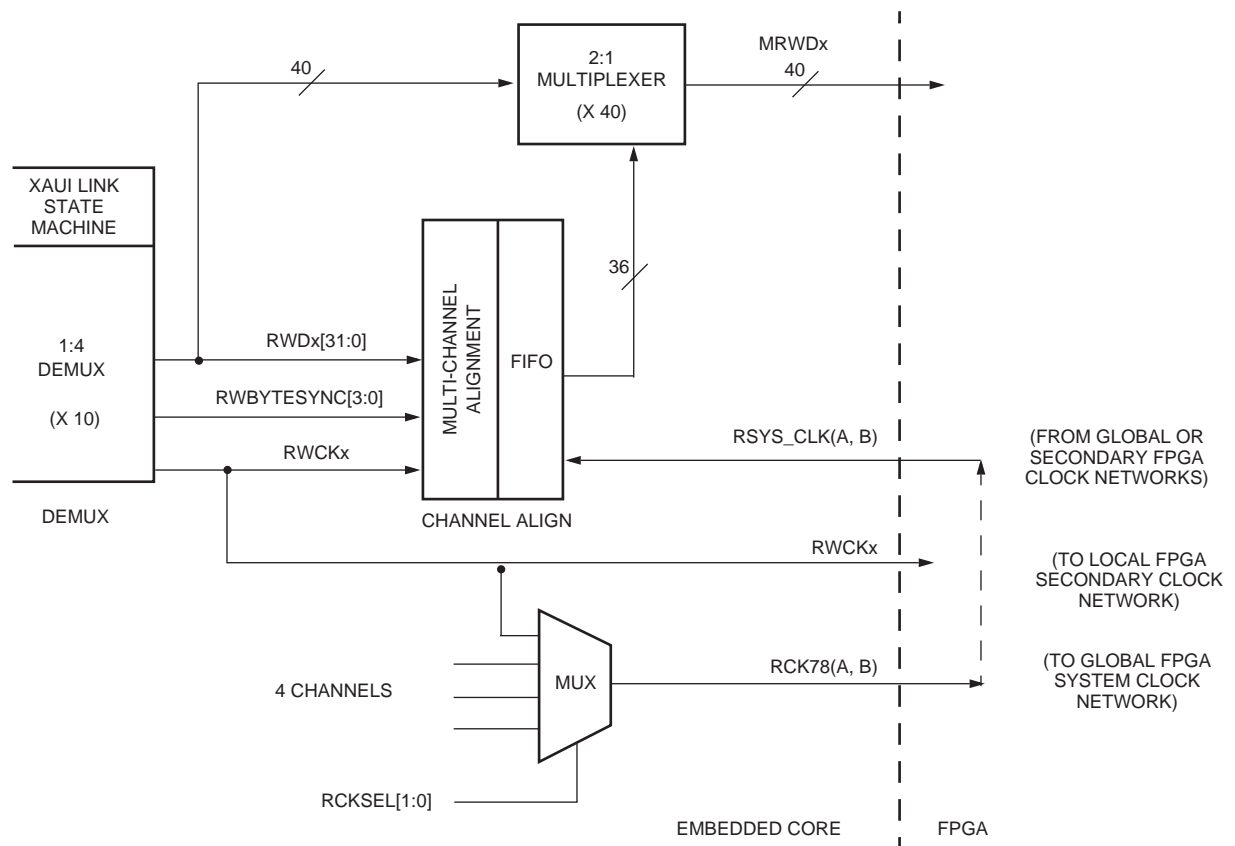 MRWDx
40
2:1
MULTIPLEXER
(X 40)
40
XAUI LINK
STATE
MACHINE
1:4
DEMUX
(X 10)
DEMUX
RWDx[31:0]
RWBYTESYNC[3:0]
RWCKx
MULTI-CHANNEL
ALIGNMENT
FIFO
CHANNEL ALIGN
36
RSYS_CLK(A, B)
(FROM GLOBAL OR
SECONDARY FPGA
CLOCK NETWORKS)
RWCKx
(TO LOCAL FPGA
SECONDARY CLOCK
NETWORK)
4 CHANNELS
MUX
RCK78(A, B)
(TO GLOBAL FPGA
SYSTEM CLOCK
NETWORK)
RCKSEL[1:0]
EMBEDDED CORE
FPGA